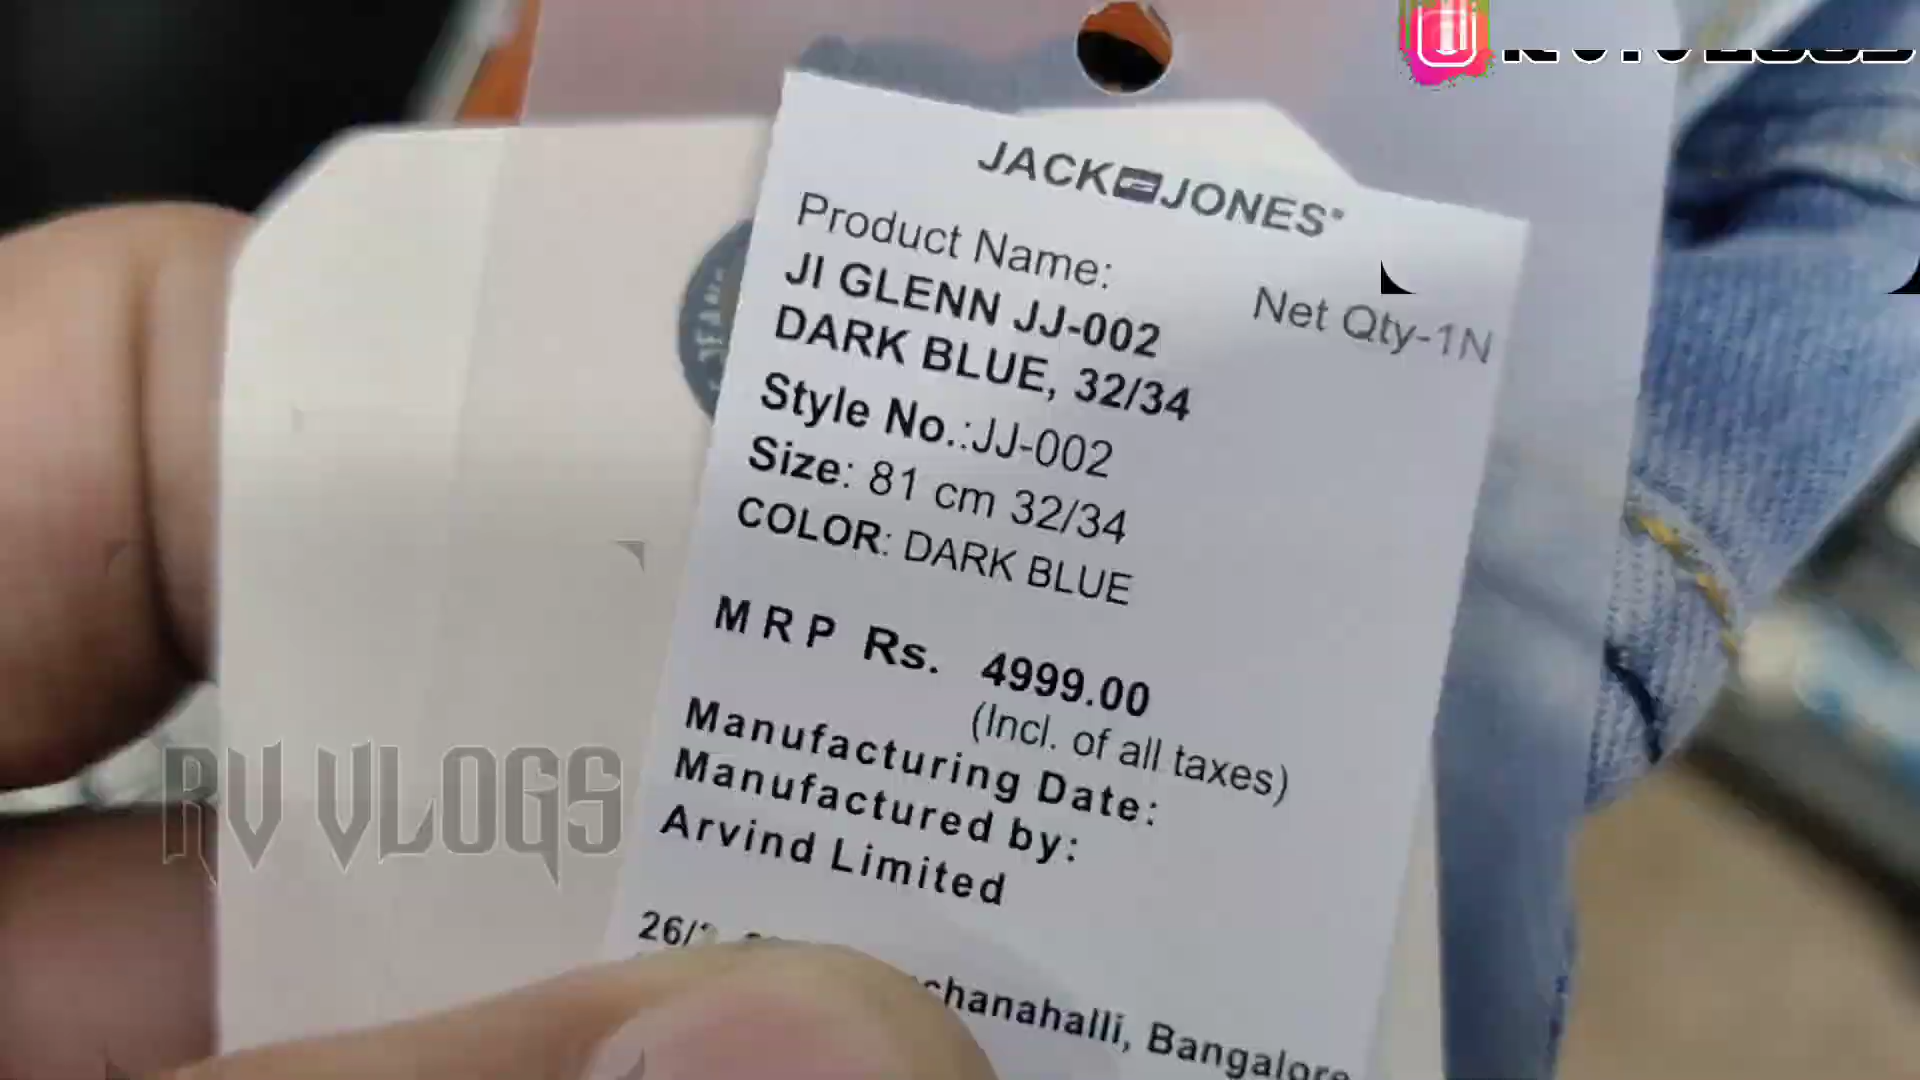 JACK JONES®
Product Name:
JI GLENN JJ-002
DARK BLUE, 32/34
Net Qty-1N
Style No.:JJ-002
Size: 81 cm 32/34
COLOR: DARK BLUE
M R P Rs. 4999.00
(Incl. of all taxes)
Manufacturing Date:
Manufactured by:
Arvind Limited
Bangalore
RV VLOGS